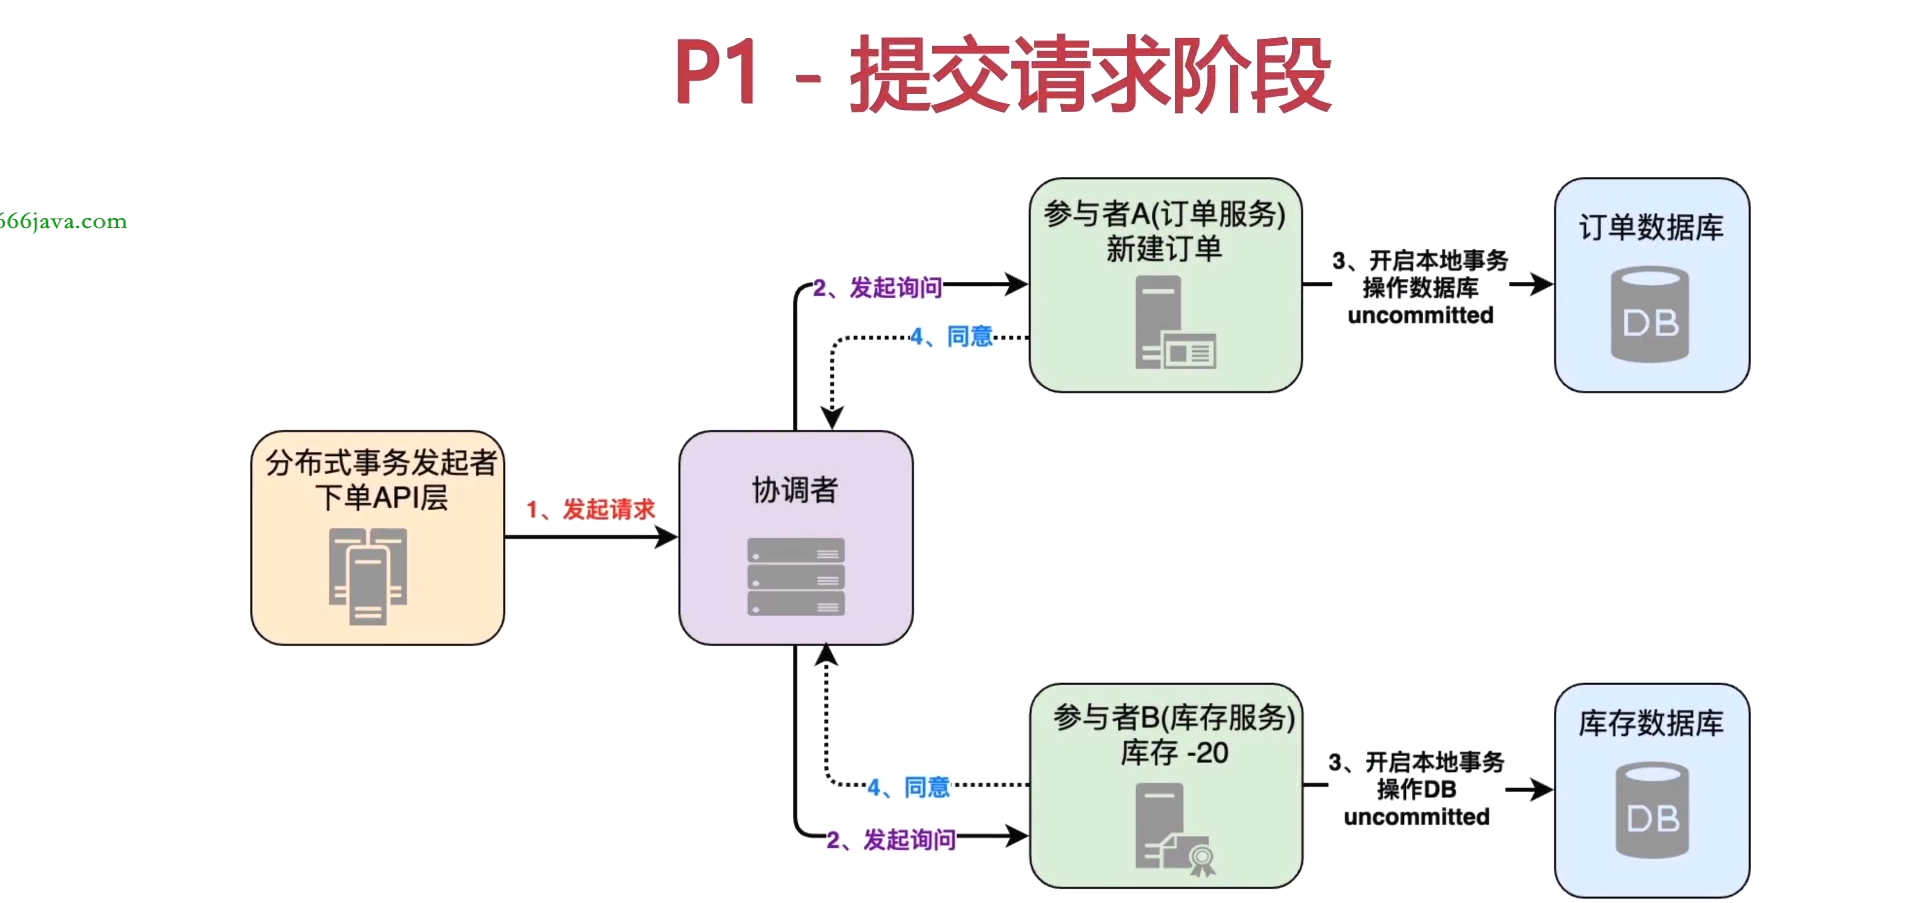 P1 - 提交请求阶段
666java.com
参与者A(订单服务)
新建订单
订单数据库
3、开启本地事务
操作数据库
uncommitted
2、发起询问
4、同意
DB
分布式事务发起者
下单API层
1、发起请求
协调者
参与者B(库存服务)
库存 -20
库存数据库
3、开启本地事务
操作DB
uncommitted
4、同意
2、发起询问
DB